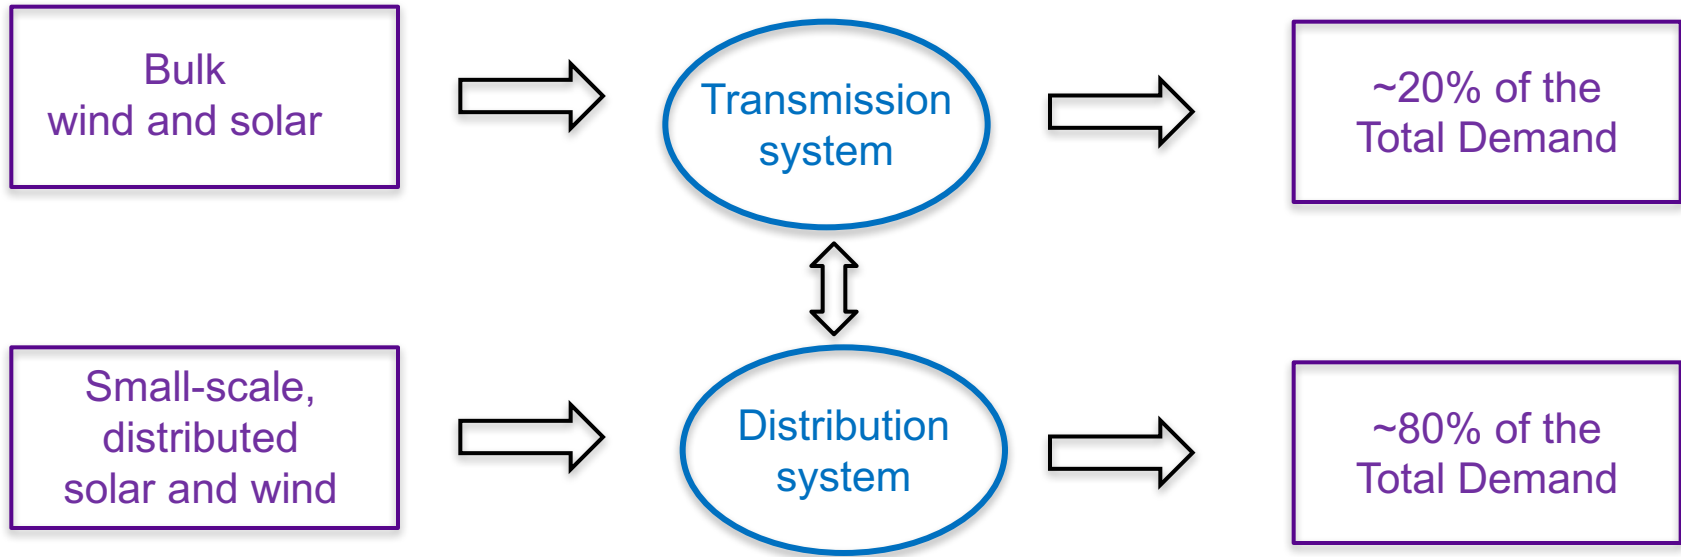 Bulk
wind and solar
Transmission
system
~20% of the
Total Demand
Small-scale,
distributed
solar and wind
Distribution
system
~80% of the
Total Demand